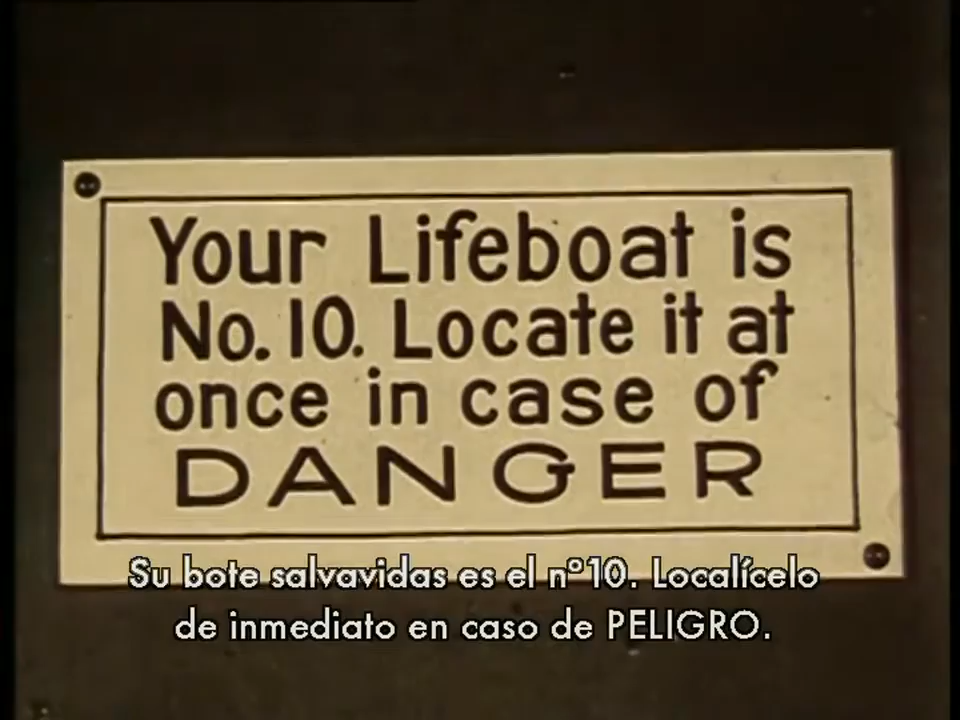 Your Lifeboat is
No. 10. Locate it at
once in case of
DANGER
Su bote salvavidas es el nº10. Localícelo
de inmediato en caso de PELIGRO.